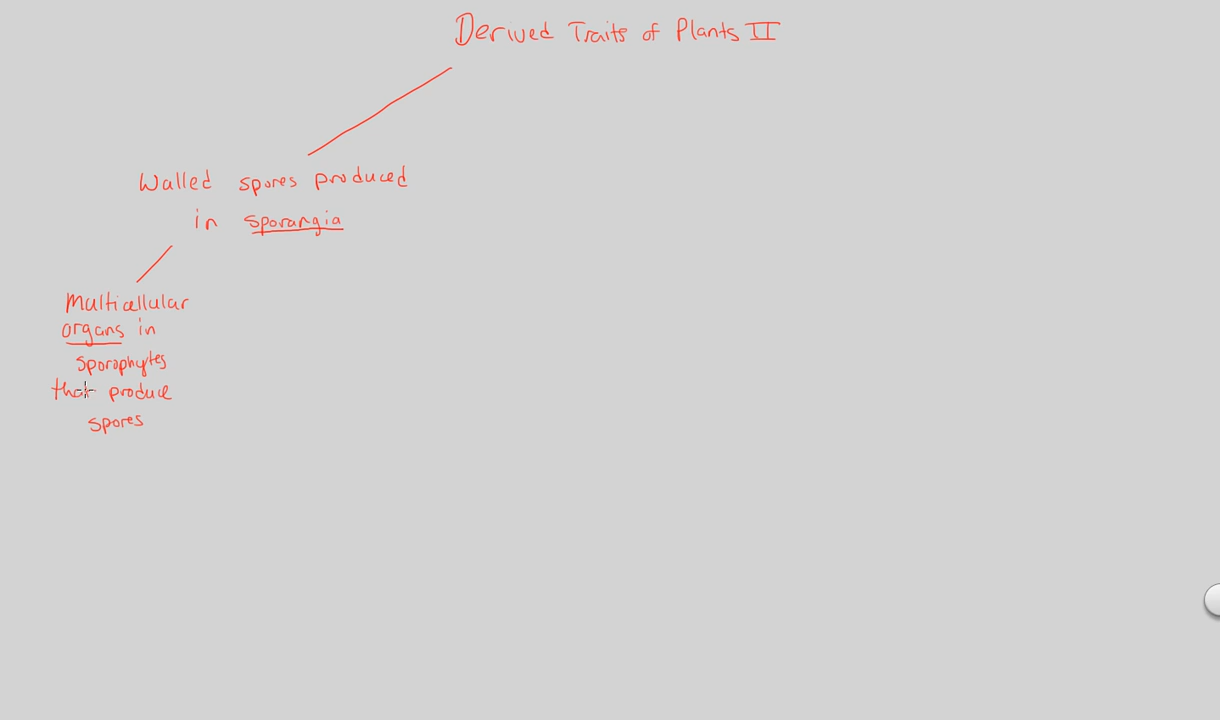 Derived Traits of Plants II
Walled spores produced
in sporangia
Multicellular
organs in
sporophytes
that produce
spores